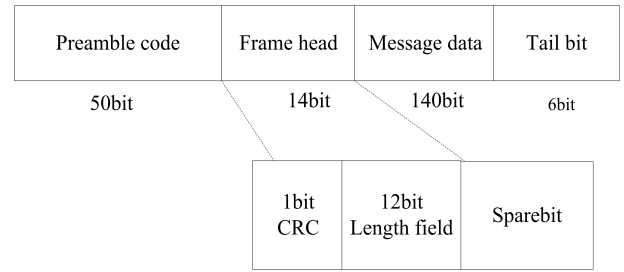 Preamble code Frame head Message data Tail bit
50bit 14bit 140bit 6bit
1bit 12bit
CRC Length field Sparebit